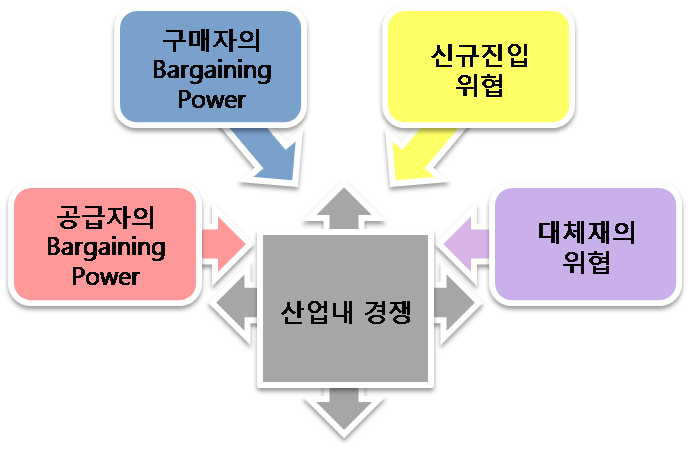 구매자의
Bargaining
Power
신규진입
위협
공급자의
Bargaining
Power
대체재의
위협
산업내 경쟁